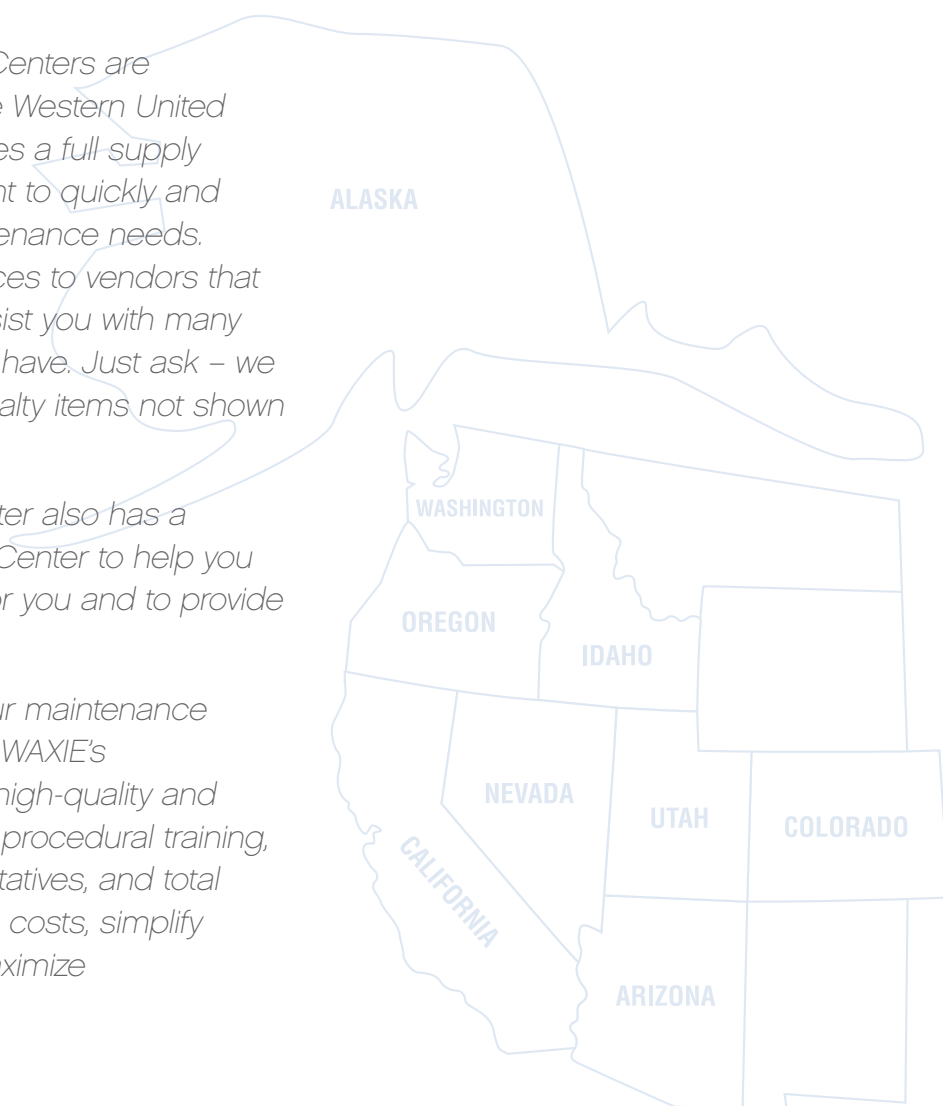 Centers are
Western United
es a full supply
to quickly and
enance needs.
ces to vendors that
sist you with many
have. Just ask – we
alty items not shown
ter also has a
Center to help you
or you and to provide
ur maintenance
WAXIE's
high-quality and
procedural training,
tatives, and total
costs, simplify
aximize
ALASKA
WASHINGTON
OREGON
IDAHO
NEVADA
UTAH
COLORADO
CALIFORNIA
ARIZONA